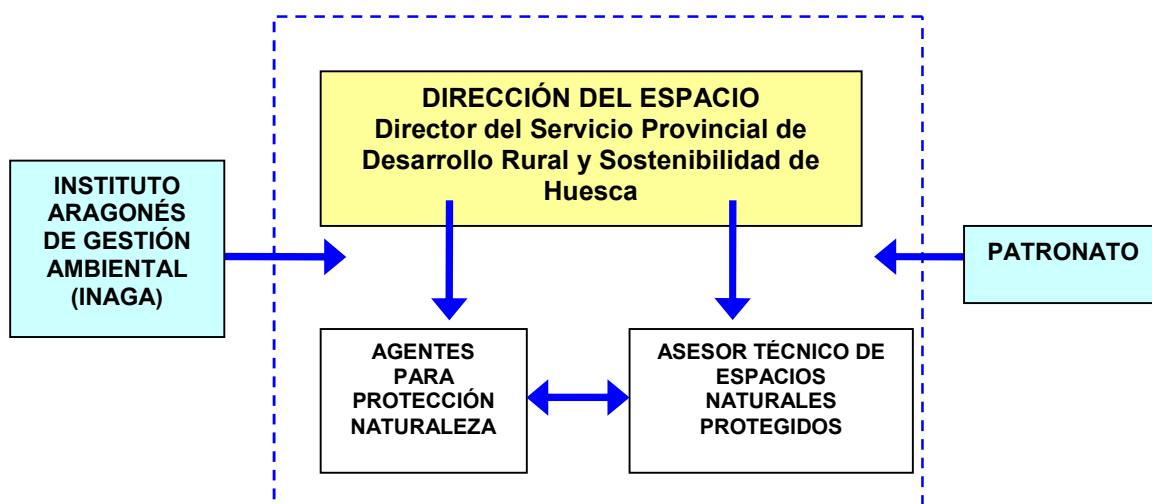 DIRECCIÓN DEL ESPACIO
Director del Servicio Provincial de
Desarrollo Rural y Sostenibilidad de
Huesca
INSTITUTO
ARAGONÉS
DE GESTIÓN
AMBIENTAL
(INAGA)
PATRONATO
AGENTES
PARA
PROTECCIÓN
NATURALEZA
ASESOR TÉCNICO DE
ESPACIOS
NATURALES
PROTEGIDOS